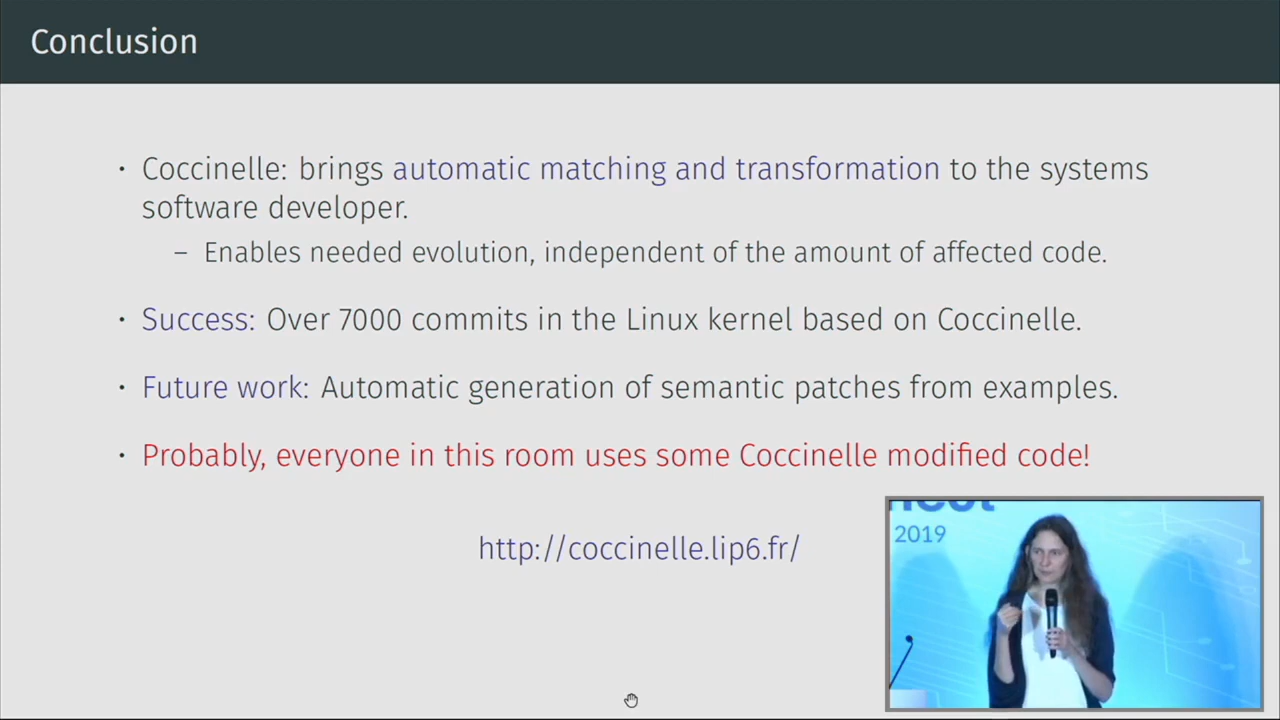 Conclusion
• Coccinelle: brings automatic matching and transformation to the systems
software developer.
– Enables needed evolution, independent of the amount of affected code.
• Success: Over 7000 commits in the Linux kernel based on Coccinelle.
• Future work: Automatic generation of semantic patches from examples.
• Probably, everyone in this room uses some Coccinelle modified code!
http://coccinelle.lip6.fr/
2019